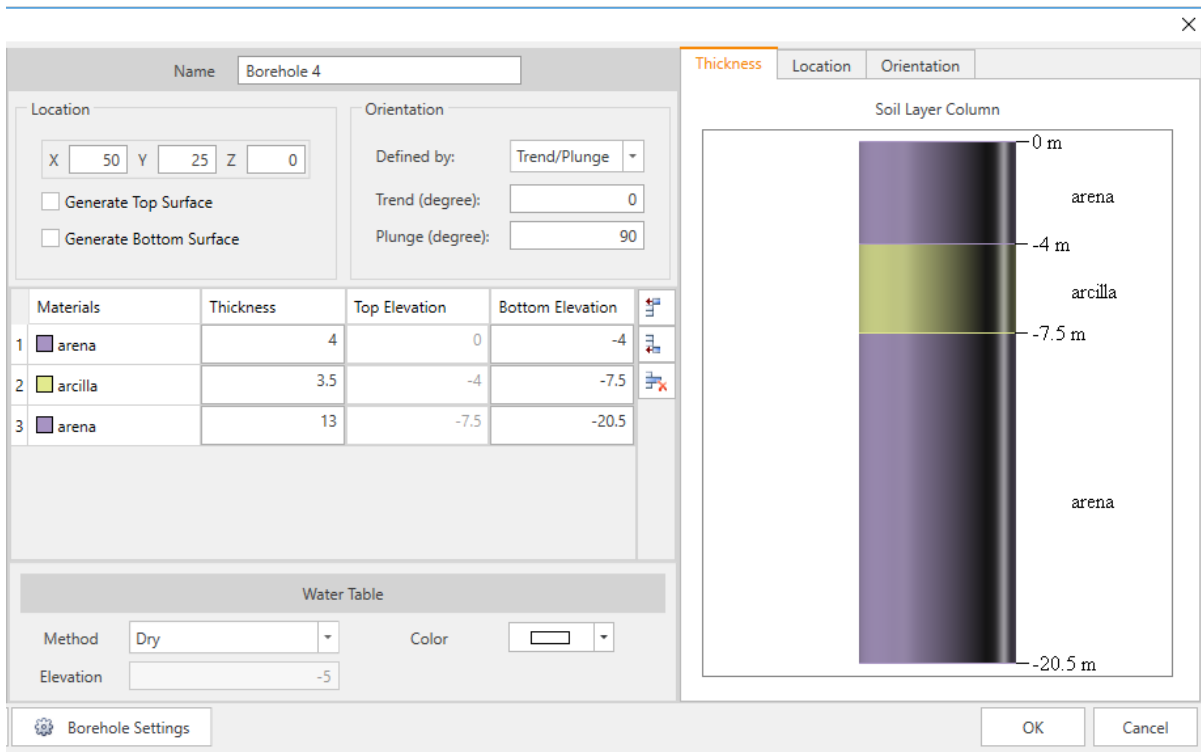 Name Borehole 4
Location
X 50 Y 25 Z 0
Generate Top Surface
Generate Bottom Surface
Orientation
Defined by: Trend/Plunge
Trend (degree): 0
Plunge (degree): 90
Materials Thickness Top Elevation Bottom Elevation
1 arena 4 0 -4
2 arcilla 3.5 -4 -7.5
3 arena 13 -7.5 -20.5
Water Table
Method Dry Color
Elevation -5
Borehole Settings
Thickness Location Orientation
Soil Layer Column
0 m
arena
-4 m
arcilla
-7.5 m
arena
-20.5 m
OK Cancel